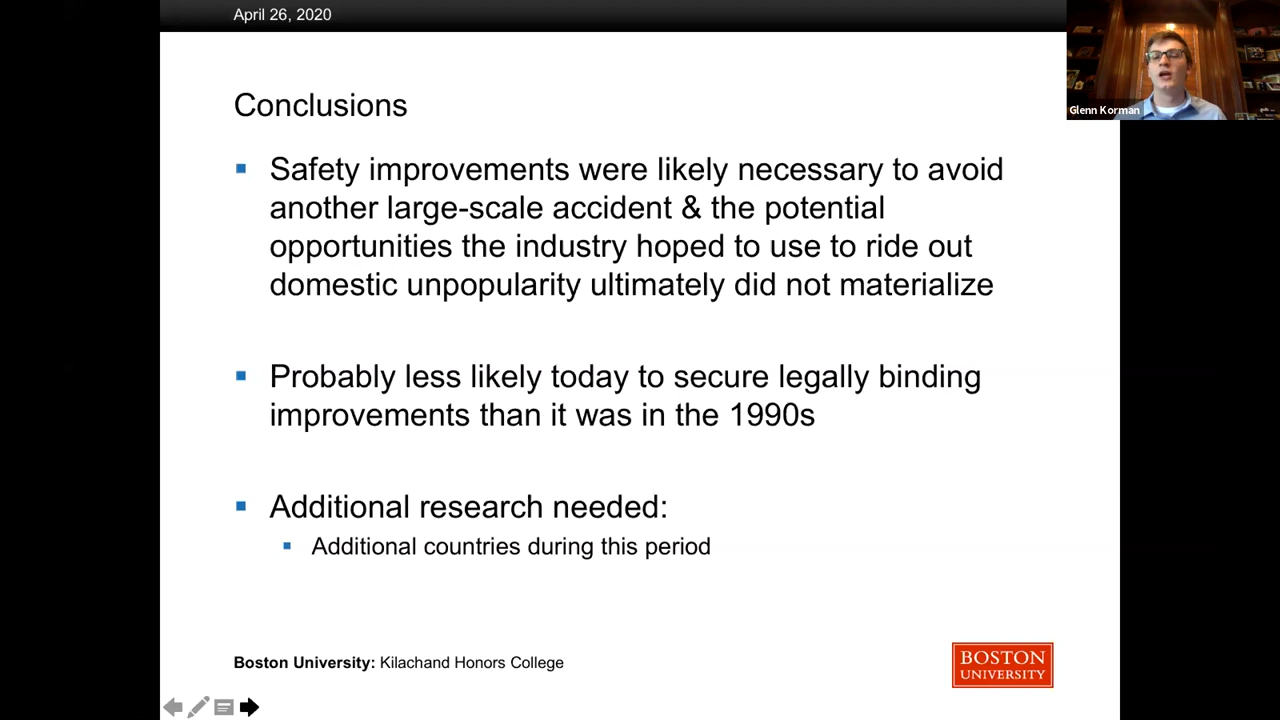 April 26, 2020
Glenn Korman
Conclusions
Safety improvements were likely necessary to avoid
another large-scale accident & the potential
opportunities the industry hoped to use to ride out
domestic unpopularity ultimately did not materialize
Probably less likely today to secure legally binding
improvements than it was in the 1990s
Additional research needed:
Additional countries during this period
Boston University: Kilachand Honors College
BOSTON
UNIVERSITY